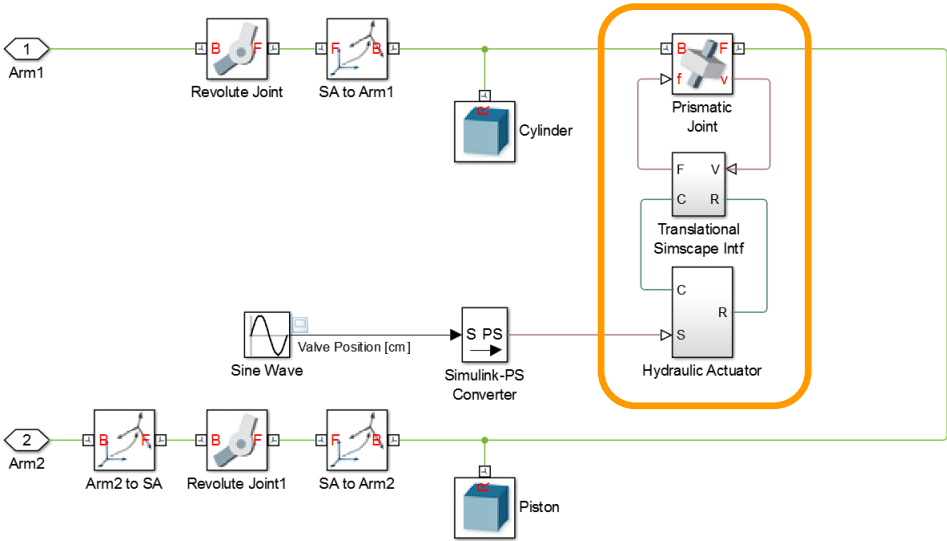 B F F B B F
1
Arm1
Revolute Joint SA to Arm1
f v
Prismatic
Joint
R
Cylinder
F V
C R
Translational
Simscape Intf
C
R
S
Hydraulic Actuator
S PS
Valve Position [cm]
Sine Wave
Simulink-PS
Converter
2
B F B F F B
Arm2
Arm2 to SA Revolute Joint1 SA to Arm2
R
Piston